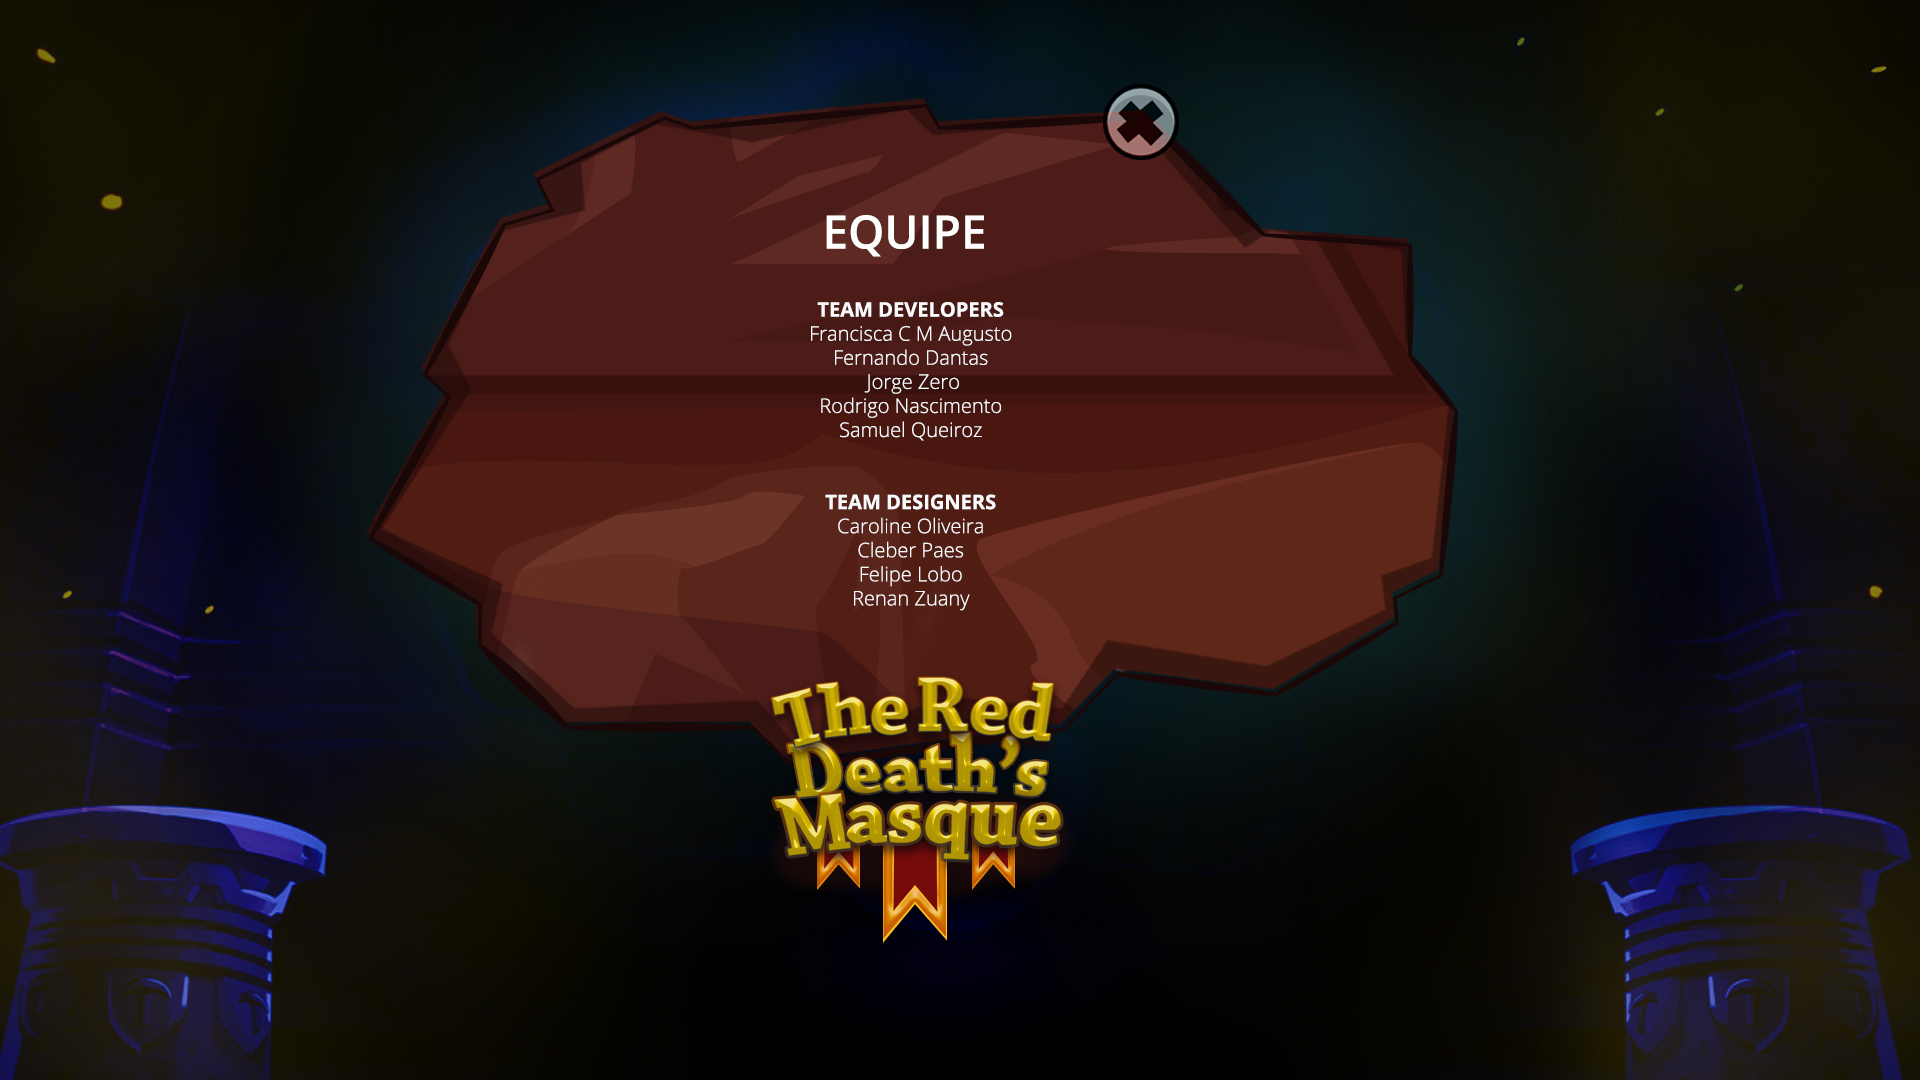 EQUIPE
TEAM DEVELOPERS
Francisca C M Augusto
Fernando Dantas
Jorge Zero
Rodrigo Nascimento
Samuel Queiroz
TEAM DESIGNERS
Caroline Oliveira
Cleber Paes
Felipe Lobo
Renan Zuany
The Red
Death's
Masque